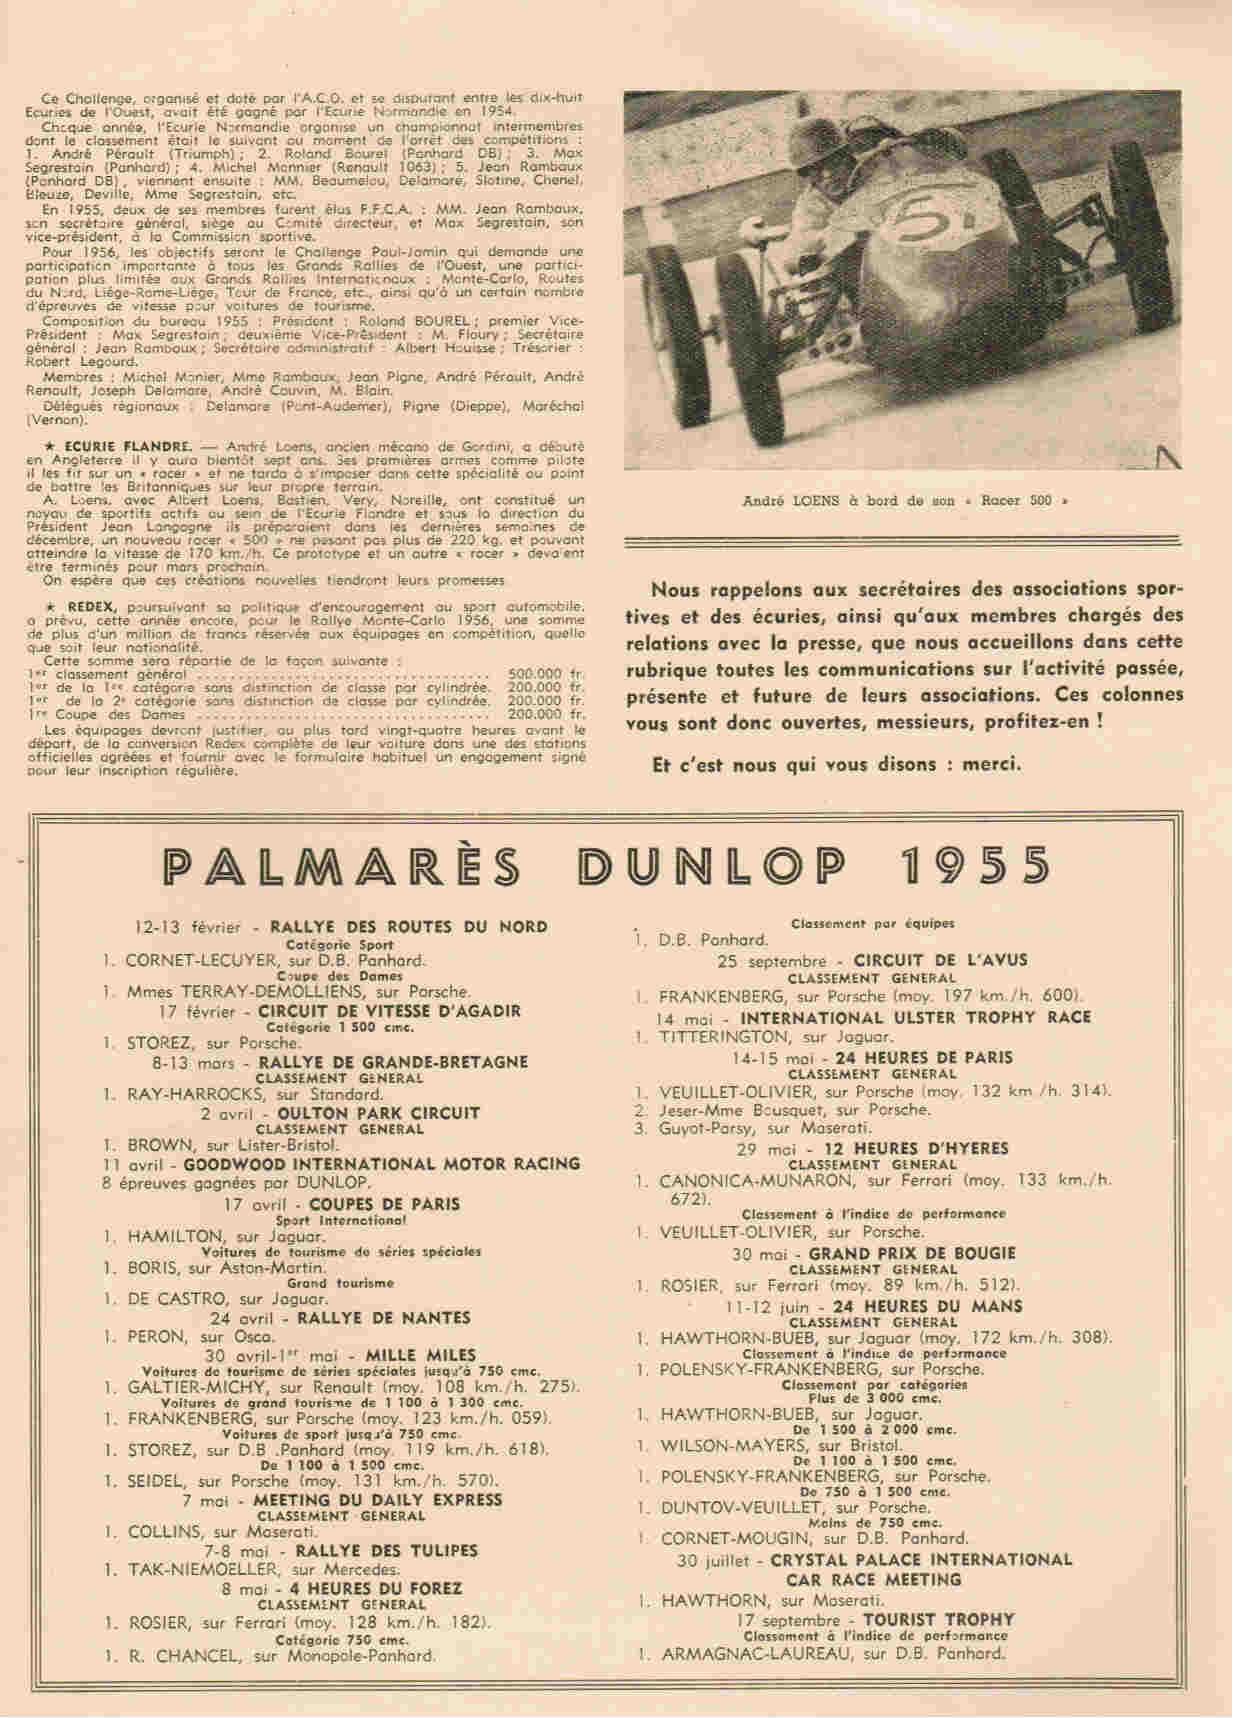 Ce Challenge, organisé et doté par l'A.C.O. et se disputant entre les dix-huit
Ecuries de l'Ouest, avait été gagné par l'Ecurie Normandie en 1954.
Chaque année, l'Ecurie Normandie organise un championnat intermembres
dont le classement était le suivant au moment de l'arrêt des compétitions :
1. André Pérault (Triumph) ; 2. Roland Bourel (Panhard DB) ; 3. Max
Segrestain (Panhard) ; 4. Michel Monnier (Renault 1063) ; 5. Jean Rambaux
(Panhard DB), viennent ensuite : MM. Beaumelou, Delamare, Slotine, Chenel,
Bleuze, Deville, Mme Segrestain, etc.
En 1955, deux de ses membres furent élus F.F.C.A. : MM. Jean Rambaux,
son secrétaire général, siège au Comité directeur, et Max Segrestain, son
vice-président, à la Commission sportive.
Pour 1956, les objectifs seront le Challenge Paul-Jamin qui demande une
participation importante à tous les Grands Rallies de l'Ouest, une partici-
pation plus limitée aux Grands Rallies Internationaux : Monte-Carlo, Routes
du Nord, Liége-Rome-Liége, Tour de France, etc., ainsi qu'à un certain nombre
d'épreuves de vitesse pour voitures de tourisme.
Composition du bureau 1955 : Président : Roland BOUREL ; premier Vice-
Président : Max Segrestain ; deuxième Vice-Président : M. Floury ; Secrétaire
général : Jean Rambaux ; Secrétaire administratif : Albert Houisse ; Trésorier :
Robert Legourd.
Membres : Michel Monier, Mme Rambaux, Jean Pigne, André Pérault, André
Renault, Joseph Delamare, André Cauvin, M. Blain.
Délégués régionaux : Delamare (Pont-Audemer), Pigne (Dieppe), Maréchal
(Vernon).
★ ECURIE FLANDRE. — André Loens, ancien mécano de Gordini, a débuté
en Angleterre il y aura bientôt sept ans. Ses premières armes comme pilote
il les fit sur un « racer » et ne tarda à s'imposer dans cette spécialité au point
de battre les Britanniques sur leur propre terrain.
A. Loens, avec Albert Loens, Bastien, Very, Noreille, ont constitué un
noyau de sportifs actifs au sein de l'Ecurie Flandre et sous la direction du
Président Jean Langagne ils préparaient dans les dernières semaines de
décembre, un nouveau racer « 500 » ne pesant pas plus de 220 kg. et pouvant
atteindre la vitesse de 170 km./h. Ce prototype et un autre « racer » devaient
être terminés pour mars prochain.
On espère que ces créations nouvelles tiendront leurs promesses.
★ REDEX, poursuivant sa politique d'encouragement au sport automobile,
a prévu, cette année encore, pour le Rallye Monte-Carlo 1956, une somme
de plus d'un million de francs réservée aux équipages en compétition, quelle
que soit leur nationalité.
Cette somme sera répartie de la façon suivante :
1er classement général .................................... 500.000 fr.
1er de la 1re catégorie sans distinction de classe par cylindrée. 200.000 fr.
1er de la 2e catégorie sans distinction de classe par cylindrée. 200.000 fr.
1re Coupe des Dames .................................... 200.000 fr.
Les équipages devront justifier, au plus tard vingt-quatre heures avant le
départ, de la conversion Redex complète de leur voiture dans une des stations
officielles agréées et fournir avec le formulaire habituel un engagement signé
pour leur inscription régulière.
5
André LOENS à bord de son « Racer 500 »
Nous rappelons aux secrétaires des associations spor-
tives et des écuries, ainsi qu'aux membres chargés des
relations avec la presse, que nous accueillons dans cette
rubrique toutes les communications sur l'activité passée,
présente et future de leurs associations. Ces colonnes
vous sont donc ouvertes, messieurs, profitez-en !
Et c'est nous qui vous disons : merci.
PALMARÈS DUNLOP 1955
12-13 février - RALLYE DES ROUTES DU NORD
Catégorie Sport
1. CORNET-LECUYER, sur D.B. Panhard.
Coupe des Dames
1. Mmes TERRAY-DEMOLLIENS, sur Porsche.
17 février - CIRCUIT DE VITESSE D'AGADIR
Catégorie 1 500 cmc.
1. STOREZ, sur Porsche.
8-13 mars - RALLYE DE GRANDE-BRETAGNE
CLASSEMENT GENERAL
1. RAY-HARROCKS, sur Standard.
2 avril - OULTON PARK CIRCUIT
CLASSEMENT GENERAL
1. BROWN, sur Lister-Bristol.
11 avril - GOODWOOD INTERNATIONAL MOTOR RACING
8 épreuves gagnées par DUNLOP.
17 avril - COUPES DE PARIS
Sport International
1. HAMILTON, sur Jaguar.
Voitures de tourisme de séries spéciales
1. BORIS, sur Aston-Martin.
Grand tourisme
1. DE CASTRO, sur Jaguar.
24 avril - RALLYE DE NANTES
1. PERON, sur Osca.
30 avril-1er mai - MILLE MILES
Voitures de tourisme de séries spéciales jusqu'à 750 cmc.
1. GALTIER-MICHY, sur Renault (moy. 108 km./h. 275).
Voitures de grand tourisme de 1 100 à 1 300 cmc.
1. FRANKENBERG, sur Porsche (moy. 123 km./h. 059).
Voitures de sport jusqu'à 750 cmc.
1. STOREZ, sur D.B .Panhard (moy. 119 km./h. 618).
De 1 100 à 1 500 cmc.
1. SEIDEL, sur Porsche (moy. 131 km./h. 570).
7 mai - MEETING DU DAILY EXPRESS
CLASSEMENT GENERAL
1. COLLINS, sur Maserati.
7-8 mai - RALLYE DES TULIPES
1. TAK-NIEMOELLER, sur Mercedes.
8 mai - 4 HEURES DU FOREZ
CLASSEMENT GENERAL
1. ROSIER, sur Ferrari (moy. 128 km./h. 182).
Catégorie 750 cmc.
1. R. CHANCEL, sur Monopole-Panhard.
Classement par équipes
1. D.B. Panhard.
25 septembre - CIRCUIT DE L'AVUS
CLASSEMENT GENERAL
1. FRANKENBERG, sur Porsche (moy. 197 km./h. 600).
14 mai - INTERNATIONAL ULSTER TROPHY RACE
1. TITTERINGTON, sur Jaguar.
14-15 mai - 24 HEURES DE PARIS
CLASSEMENT GENERAL
1. VEUILLET-OLIVIER, sur Porsche (moy. 132 km /h. 314).
2. Jeser-Mme Bousquet, sur Porsche.
3. Guyot-Parsy, sur Maserati.
29 mai - 12 HEURES D'HYERES
CLASSEMENT GENERAL
1. CANONICA-MUNARON, sur Ferrari (moy. 133 km./h.
672).
Classement à l'indice de performance
1. VEUILLET-OLIVIER, sur Porsche.
30 mai - GRAND PRIX DE BOUGIE
CLASSEMENT GENERAL
1. ROSIER, sur Ferrari (moy. 89 km./h. 512).
11-12 juin - 24 HEURES DU MANS
CLASSEMENT GENERAL
1. HAWTHORN-BUEB, sur Jaguar (moy. 172 km./h. 308).
Classement à l'indice de performance
1. POLENSKY-FRANKENBERG, sur Porsche.
Classement par catégories
Plus de 3 000 cmc.
1. HAWTHORN-BUEB, sur Jaguar.
De 1 500 à 2 000 cmc.
1. WILSON-MAYERS, sur Bristol.
De 1 100 à 1 500 cmc.
1. POLENSKY-FRANKENBERG, sur Porsche.
De 750 à 1 500 cmc.
1. DUNTOV-VEUILLET, sur Porsche.
Moins de 750 cmc.
1. CORNET-MOUGIN, sur D.B. Panhard.
30 juillet - CRYSTAL PALACE INTERNATIONAL
CAR RACE MEETING
1. HAWTHORN, sur Maserati.
17 septembre - TOURIST TROPHY
Classement à l'indice de performance
1. ARMAGNAC-LAUREAU, sur D.B. Panhard.